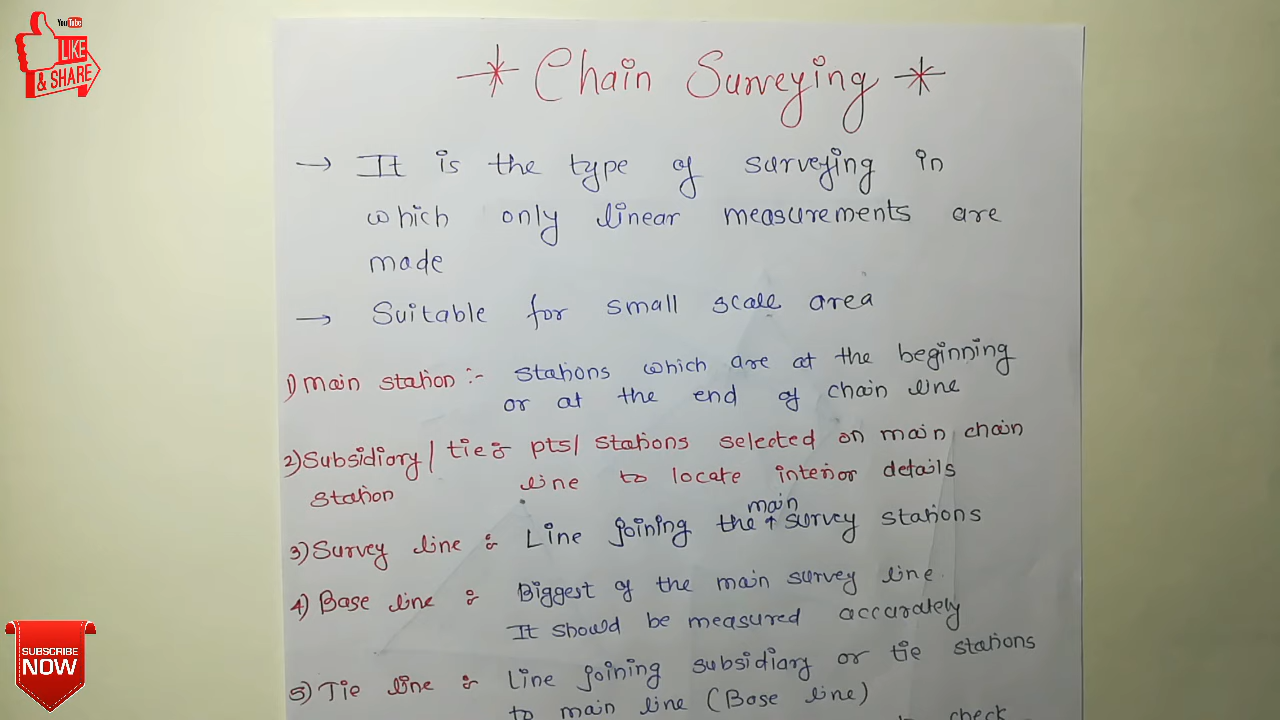 YouTube
LIKE
& SHARE
* Chain Surveying *
→ It is the type of surveying in
which only linear measurements are
made
→ Suitable for small scale area
1) Main station :- stations which are at the beginning
or at the end of chain line
2) Subsidiory / tie : pts/ stations selected on main chain
station line to locate interior details
main
3) Survey line : Line joining the ↑ survey stations
4) Base line : Biggest of the main survey line.
It should be measured accurately
5) Tie line : Line joining subsidiary or tie stations
to main line (Base line)
check
SUBSCRIBE
NOW